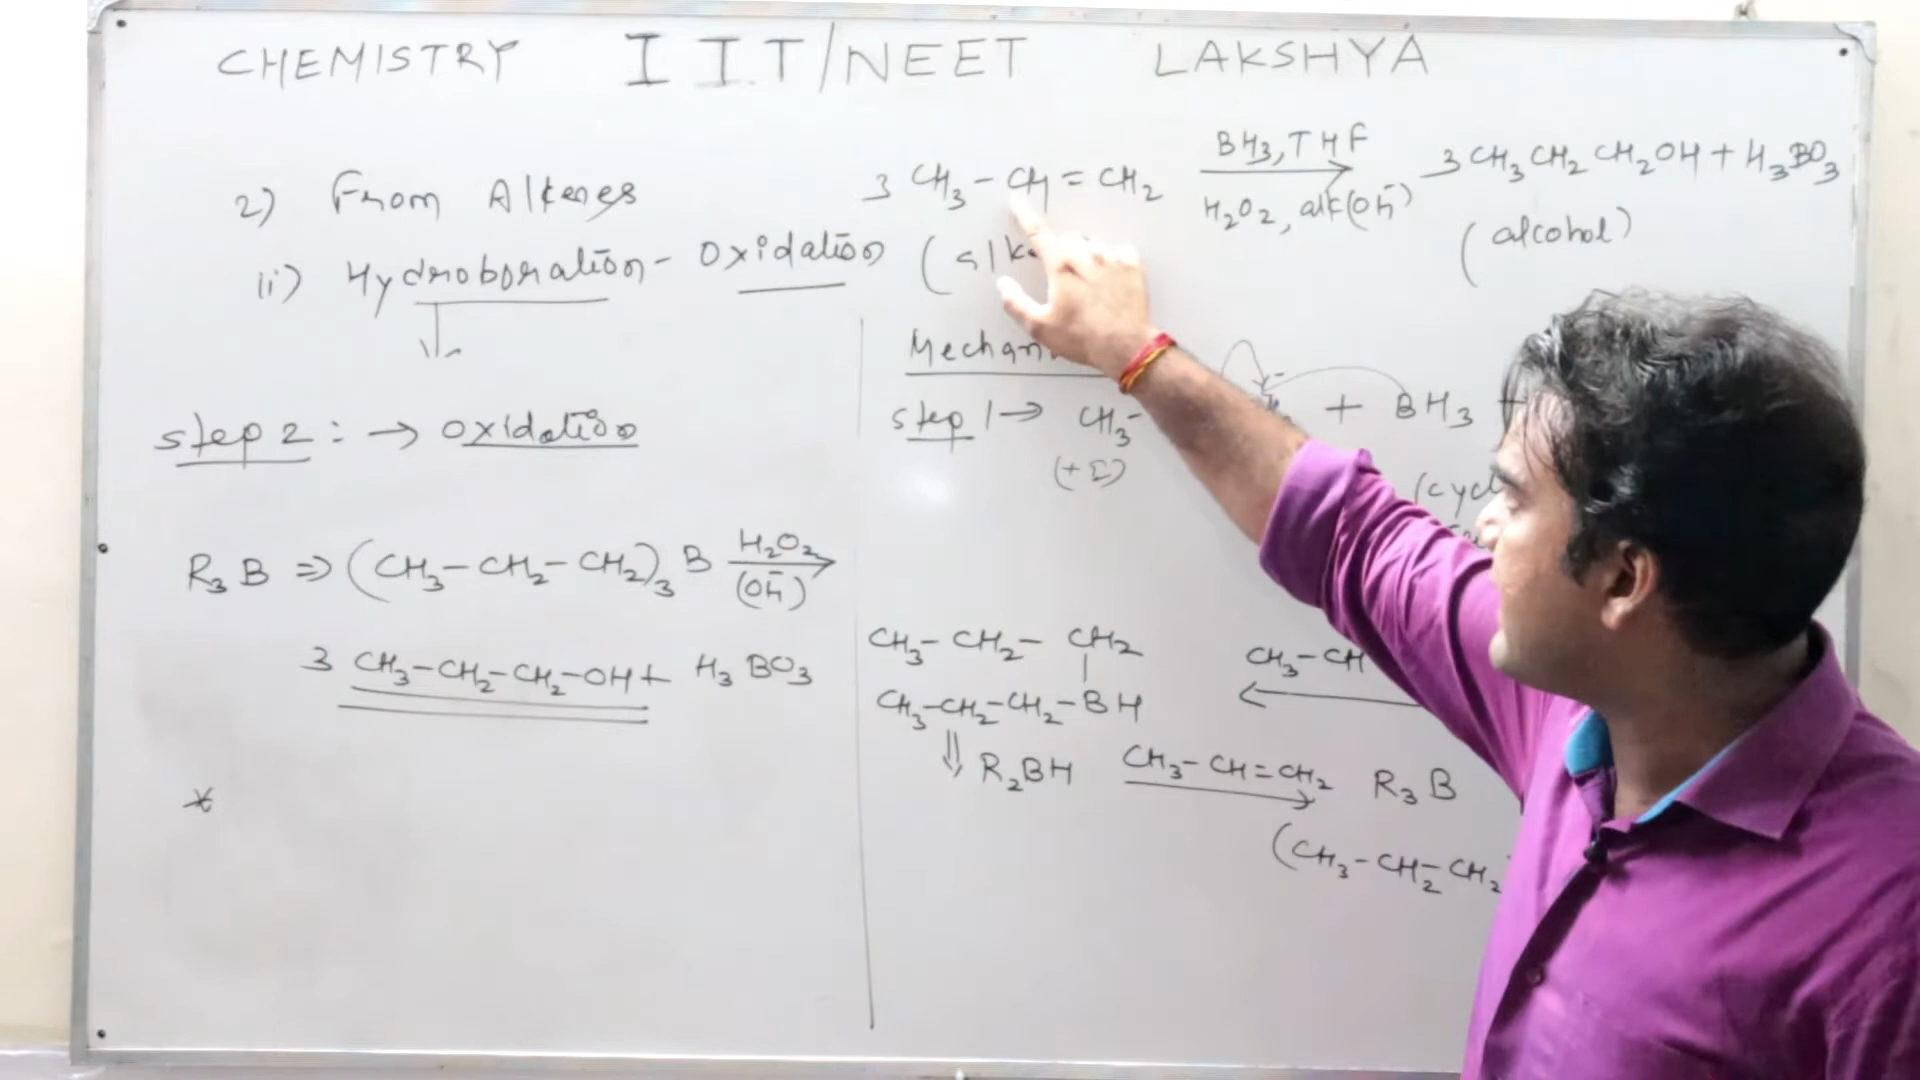 CHEMISTRY IIT/NEET LAKSHYA
2) From Alkenes
ii) Hydroboration - Oxidation
3 CH₃-CH=CH₂ BH₃, THF H₂O₂, alk(OH⁻) 3 CH₃CH₂CH₂OH + H₃BO₃
(alcohol)
step 2 : → Oxidation
R₃B ⇒ (CH₃-CH₂-CH₂)₃ B H₂O₂ (OH⁻) →
3 CH₃-CH₂-CH₂-OH + H₃BO₃
*
step 1 → CH₃- + BH₃
(+I)
CH₃-CH₂-CH₂
|
CH₃-CH₂-CH₂-BH
CH₃-CH
←
⇓ R₂BH CH₃-CH=CH₂ → R₃B
(CH₃-CH₂-CH₂